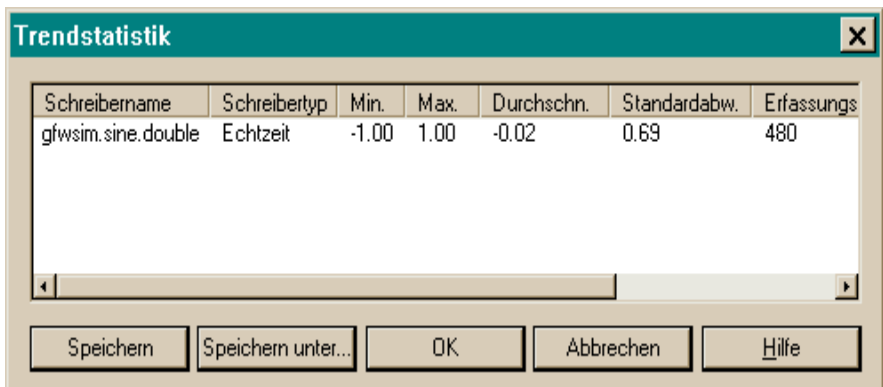 Trendstatistik
Schreibername Schreibertyp Min. Max. Durchschn. Standardabw. Erfassungs
gfwsim.sine.double Echtzeit -1.00 1.00 -0.02 0.69 480
Speichern Speichern unter... OK Abbrechen Hilfe